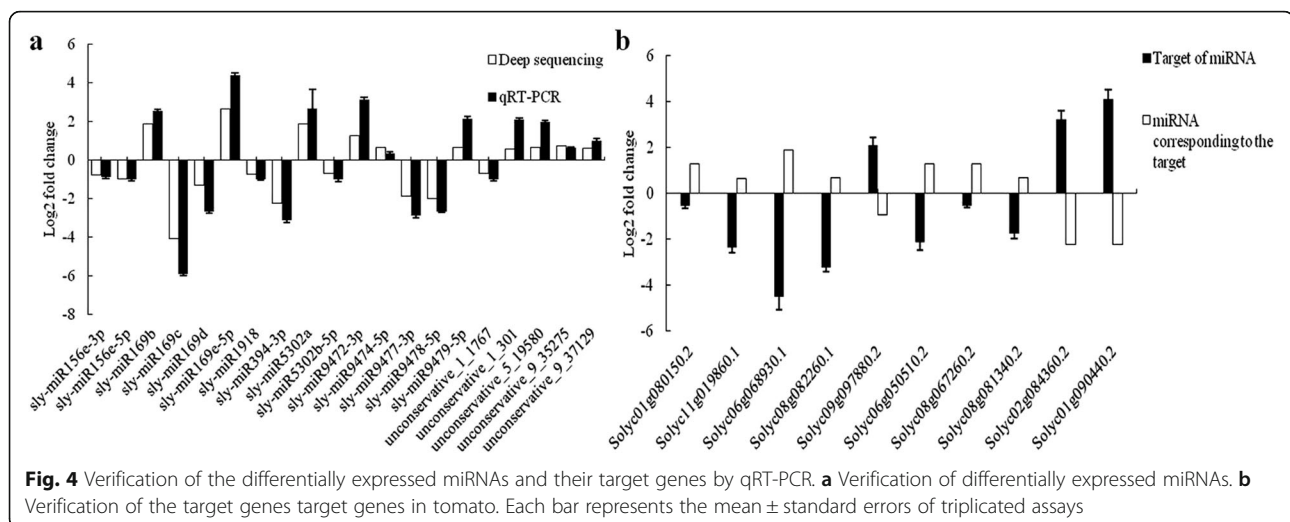 a
6
4
2
0
-2
-4
-6
-8
Log2 fold change
Deep sequencing
qRT-PCR
sly-miR156e-3p
sly-miR156e-5p
sly-miR169b
sly-miR169c
sly-miR169d
sly-miR169e-5p
sly-miR1918
sly-miR394-3p
sly-miR5302a
sly-miR5302b-5p
sly-miR9472-3p
sly-miR9474-5p
sly-miR9477-3p
sly-miR9478-5p
sly-miR9479-5p
unconservative_1_1767
unconservative_1_301
unconservative_5_19580
unconservative_9_35275
unconservative_9_37129
b
6
4
2
0
-2
-4
-6
Log2 fold change
Target of miRNA
miRNA
corresponding to the
target
Solyc01g080150.2
Solyc11g019860.1
Solyc06g068930.1
Solyc08g082260.1
Solyc09g097880.2
Solyc06g050510.2
Solyc08g067260.2
Solyc08g081340.2
Solyc02g084360.2
Solyc01g090440.2
Fig. 4 Verification of the differentially expressed miRNAs and their target genes by qRT-PCR. a Verification of differentially expressed miRNAs. b
Verification of the target genes target genes in tomato. Each bar represents the mean ± standard errors of triplicated assays